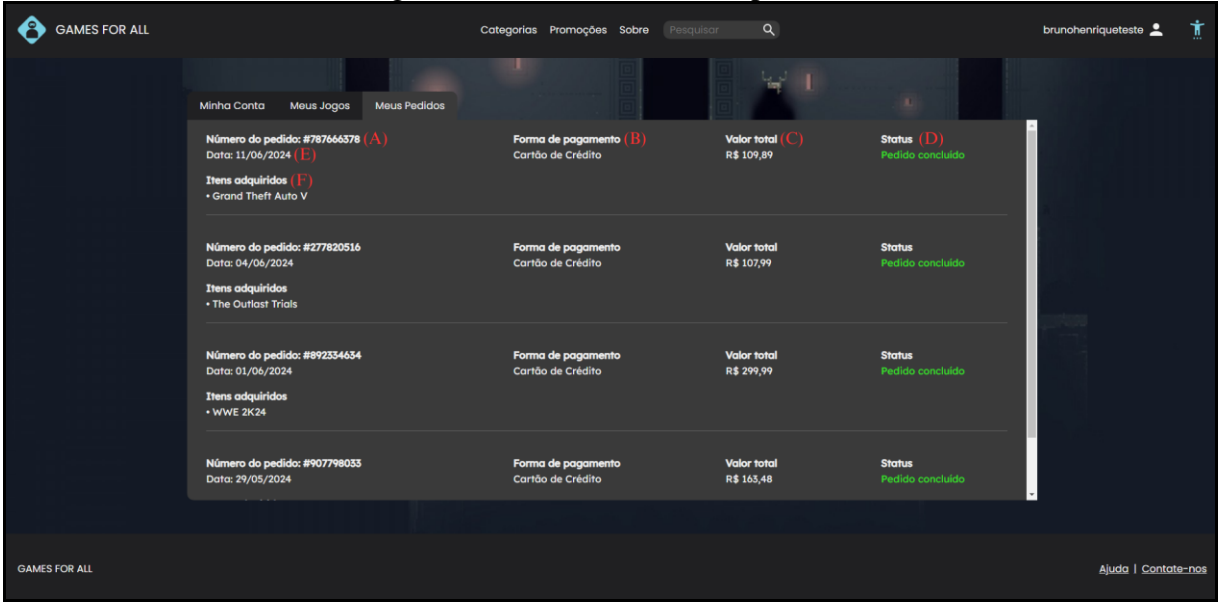 GAMES FOR ALL
Categorias Promoções Sobre Pesquisar
brunohenriqueteste
Minha Conta Meus Jogos Meus Pedidos
Número do pedido: #787666378 (A) Forma de pagamento (B) Valor total (C) Status (D)
Data: 11/06/2024 (E) Cartão de Crédito R$ 109,89 Pedido concluído
Itens adquiridos (F)
• Grand Theft Auto V
Número do pedido: #277820516 Forma de pagamento Valor total Status
Data: 04/06/2024 Cartão de Crédito R$ 107,99 Pedido concluído
Itens adquiridos
• The Outlast Trials
Número do pedido: #892334634 Forma de pagamento Valor total Status
Data: 01/06/2024 Cartão de Crédito R$ 299,99 Pedido concluído
Itens adquiridos
• WWE 2K24
Número do pedido: #907798033 Forma de pagamento Valor total Status
Data: 29/05/2024 Cartão de Crédito R$ 163,48 Pedido concluído
GAMES FOR ALL
Ajuda | Contate-nos